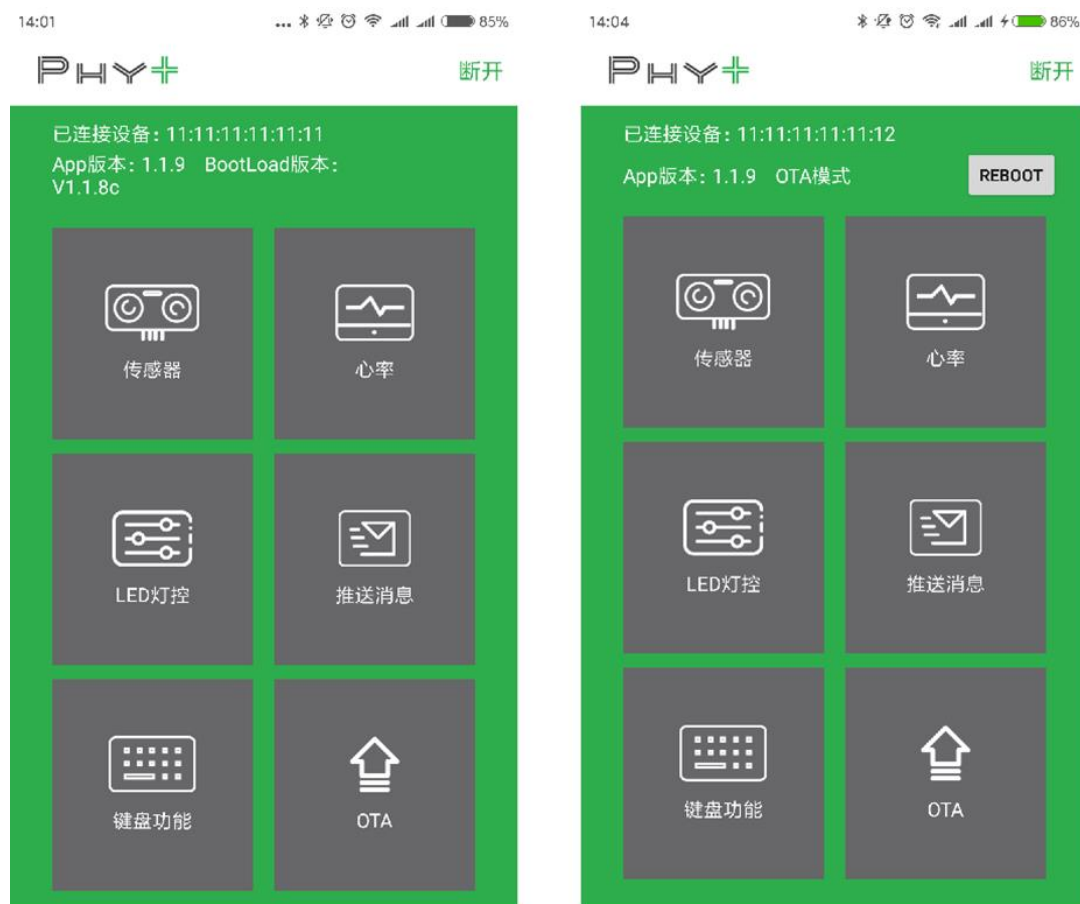 14:01
... 85%
PHY+
断开
已连接设备: 11:11:11:11:11:11
App版本: 1.1.9 BootLoad版本:
V1.1.8c
传感器
心率
LED灯控
推送消息
键盘功能
OTA
14:04
86%
PHY+
断开
已连接设备: 11:11:11:11:11:12
App版本: 1.1.9 OTA模式
REBOOT
传感器
心率
LED灯控
推送消息
键盘功能
OTA